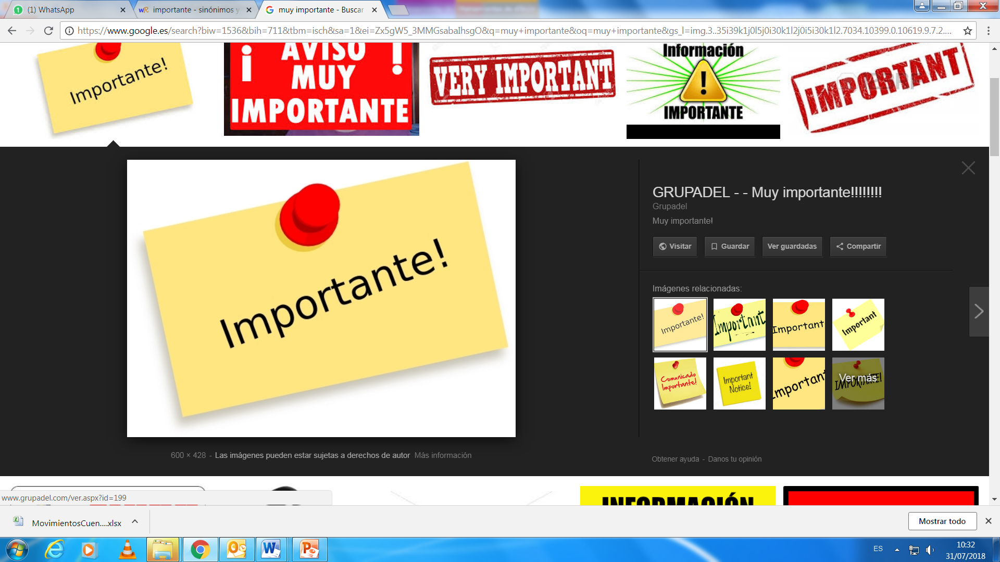 (1) WhatsApp
importante - sinónimos y
muy importante - Buscar
https://www.google.es/search?biw=1536&bih=711&tbm=isch&sa=1&ei=Zx5gW5_3MMGsabaIhsgO&q=muy+importante&oq=muy+importante&gs_l=img.3..35i39k1j0l5j0i30k1l2j0i5i30k1l2.7034.10399.0.10619.9.7.2....
Importante!
¡ AVISO !
MUY
IMPORTANTE
VERY IMPORTANT
Información
!
IMPORTANTE
IMPORTANT
Importante!
GRUPADEL - - Muy importante!!!!!!!!
Grupadel
Muy importante!
Visitar
Guardar
Ver guardadas
Compartir
Imágenes relacionadas:
Importante!
Important
Important
Important
Comunicado
Importante!
Important
Notice!
Important
IMPORTANTE!
Ver más
600 × 428 - Las imágenes pueden estar sujetas a derechos de autor Más información
Obtener ayuda - Danos tu opinión
INFORMACIÓN
www.grupadel.com/ver.aspx?id=199
MovimientosCuen....xlsx
Mostrar todo
ES
10:32
31/07/2018